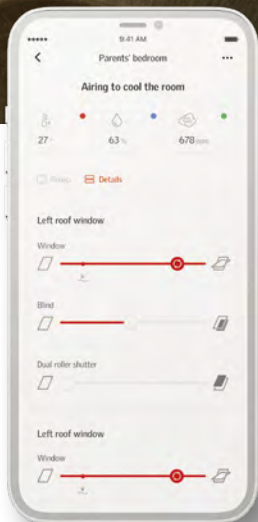 9:41 AM
Parents' bedroom
Airing to cool the room
27 ° 63 % 678 ppm
Details
Left roof window
Window
Blind
Dual roller shutter
Left roof window
Window